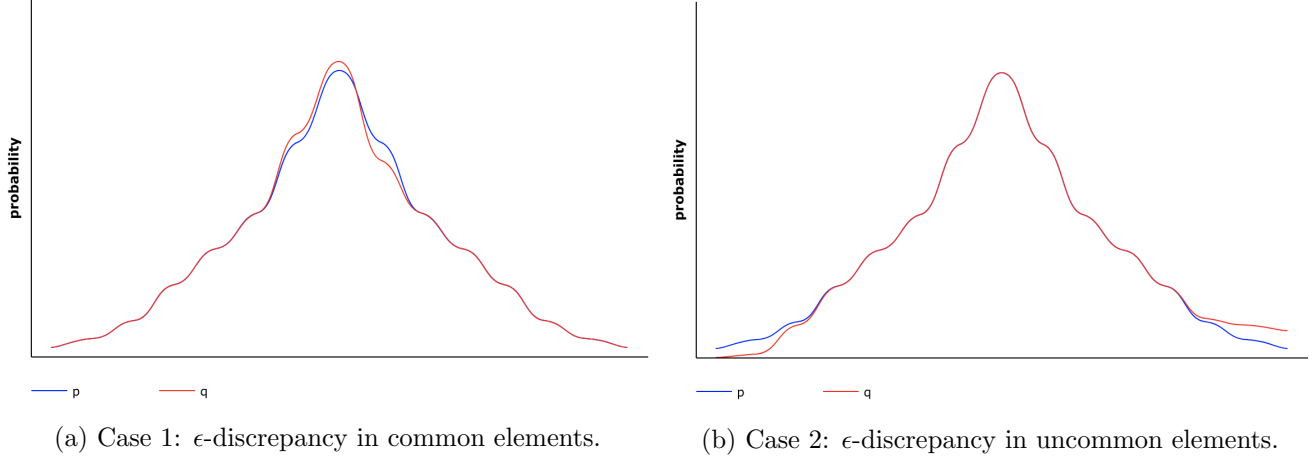 probability
p q
(a) Case 1: ϵ-discrepancy in common elements.
probability
p q
(b) Case 2: ϵ-discrepancy in uncommon elements.